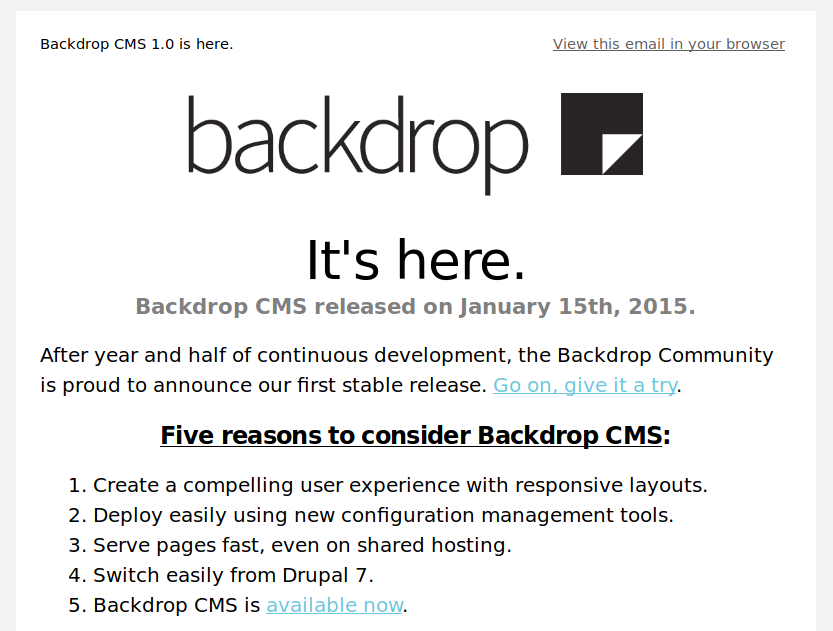 Backdrop CMS 1.0 is here.
View this email in your browser
backdrop
It's here.
Backdrop CMS released on January 15th, 2015.
After year and half of continuous development, the Backdrop Community
is proud to announce our first stable release. Go on, give it a try.
Five reasons to consider Backdrop CMS:
1. Create a compelling user experience with responsive layouts.
2. Deploy easily using new configuration management tools.
3. Serve pages fast, even on shared hosting.
4. Switch easily from Drupal 7.
5. Backdrop CMS is available now.